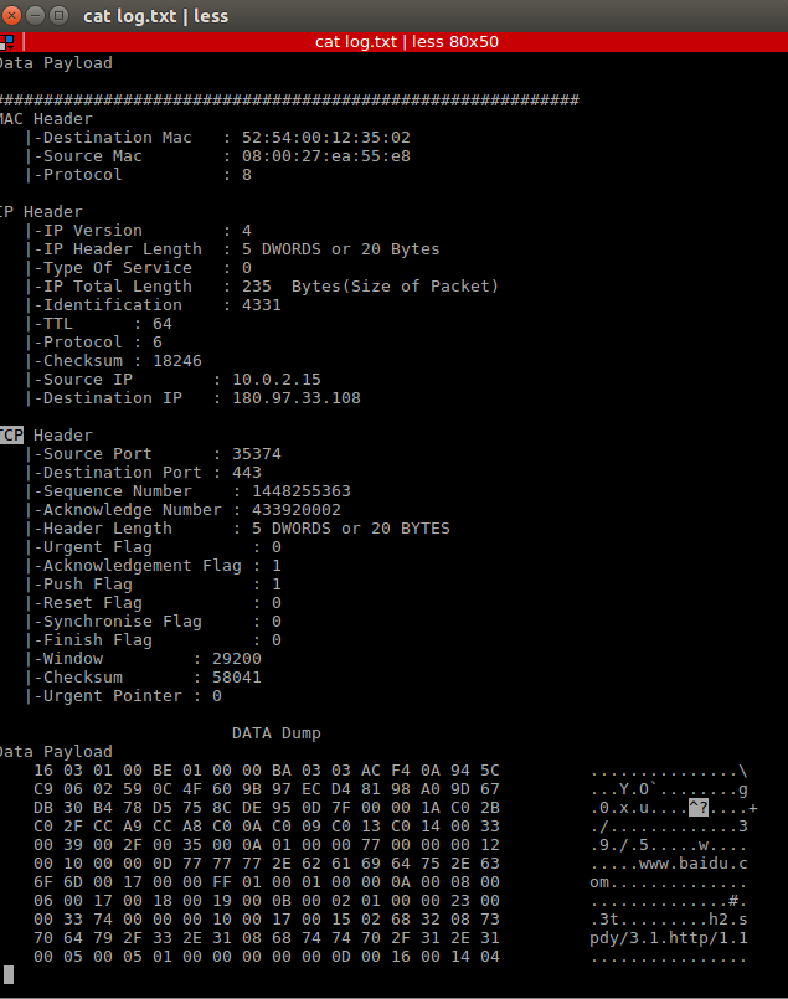 cat log.txt | less
cat log.txt | less 80x50
Data Payload
###########################################################
MAC Header
|-Destination Mac   : 52:54:00:12:35:02
|-Source Mac        : 08:00:27:ea:55:e8
|-Protocol          : 8
IP Header
|-IP Version        : 4
|-IP Header Length  : 5 DWORDS or 20 Bytes
|-Type Of Service   : 0
|-IP Total Length   : 235  Bytes(Size of Packet)
|-Identification    : 4331
|-TTL      : 64
|-Protocol : 6
|-Checksum : 18246
|-Source IP        : 10.0.2.15
|-Destination IP   : 180.97.33.108
TCP Header
|-Source Port      : 35374
|-Destination Port : 443
|-Sequence Number    : 1448255363
|-Acknowledge Number : 433920002
|-Header Length      : 5 DWORDS or 20 BYTES
|-Urgent Flag          : 0
|-Acknowledgement Flag : 1
|-Push Flag            : 1
|-Reset Flag           : 0
|-Synchronise Flag     : 0
|-Finish Flag          : 0
|-Window         : 29200
|-Checksum       : 58041
|-Urgent Pointer : 0
DATA Dump
Data Payload
16 03 01 00 BE 01 00 00 BA 03 03 AC F4 0A 94 5C         ...............\
C9 06 02 59 0C 4F 60 9B 97 EC D4 81 98 A0 9D 67         ...Y.O`........g
DB 30 B4 78 D5 75 8C DE 95 0D 7F 00 00 1A C0 2B         .0.x.u....^?....+
C0 2F CC A9 CC A8 C0 0A C0 09 C0 13 C0 14 00 33         ./.............3
00 39 00 2F 00 35 00 0A 01 00 00 77 00 00 00 12         .9./.5.....w....
00 10 00 00 0D 77 77 77 2E 62 61 69 64 75 2E 63         .....www.baidu.c
6F 6D 00 17 00 00 FF 01 00 01 00 00 0A 00 08 00         om..............
06 00 17 00 18 00 19 00 0B 00 02 01 00 00 23 00         ..............#.
00 33 74 00 00 00 10 00 17 00 15 02 68 32 08 73         .3t.........h2.s
70 64 79 2F 33 2E 31 08 68 74 74 70 2F 31 2E 31         pdy/3.1.http/1.1
00 05 00 05 01 00 00 00 00 00 0D 00 16 00 14 04         ................